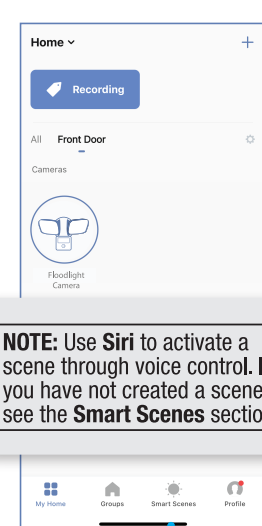 Home
Recording
All Front Door
Cameras
Floodlight
Camera
NOTE: Use Siri to activate a
scene through voice control.
you have not created a scene
see the Smart Scenes
My Home Groups Smart Scenes Profile